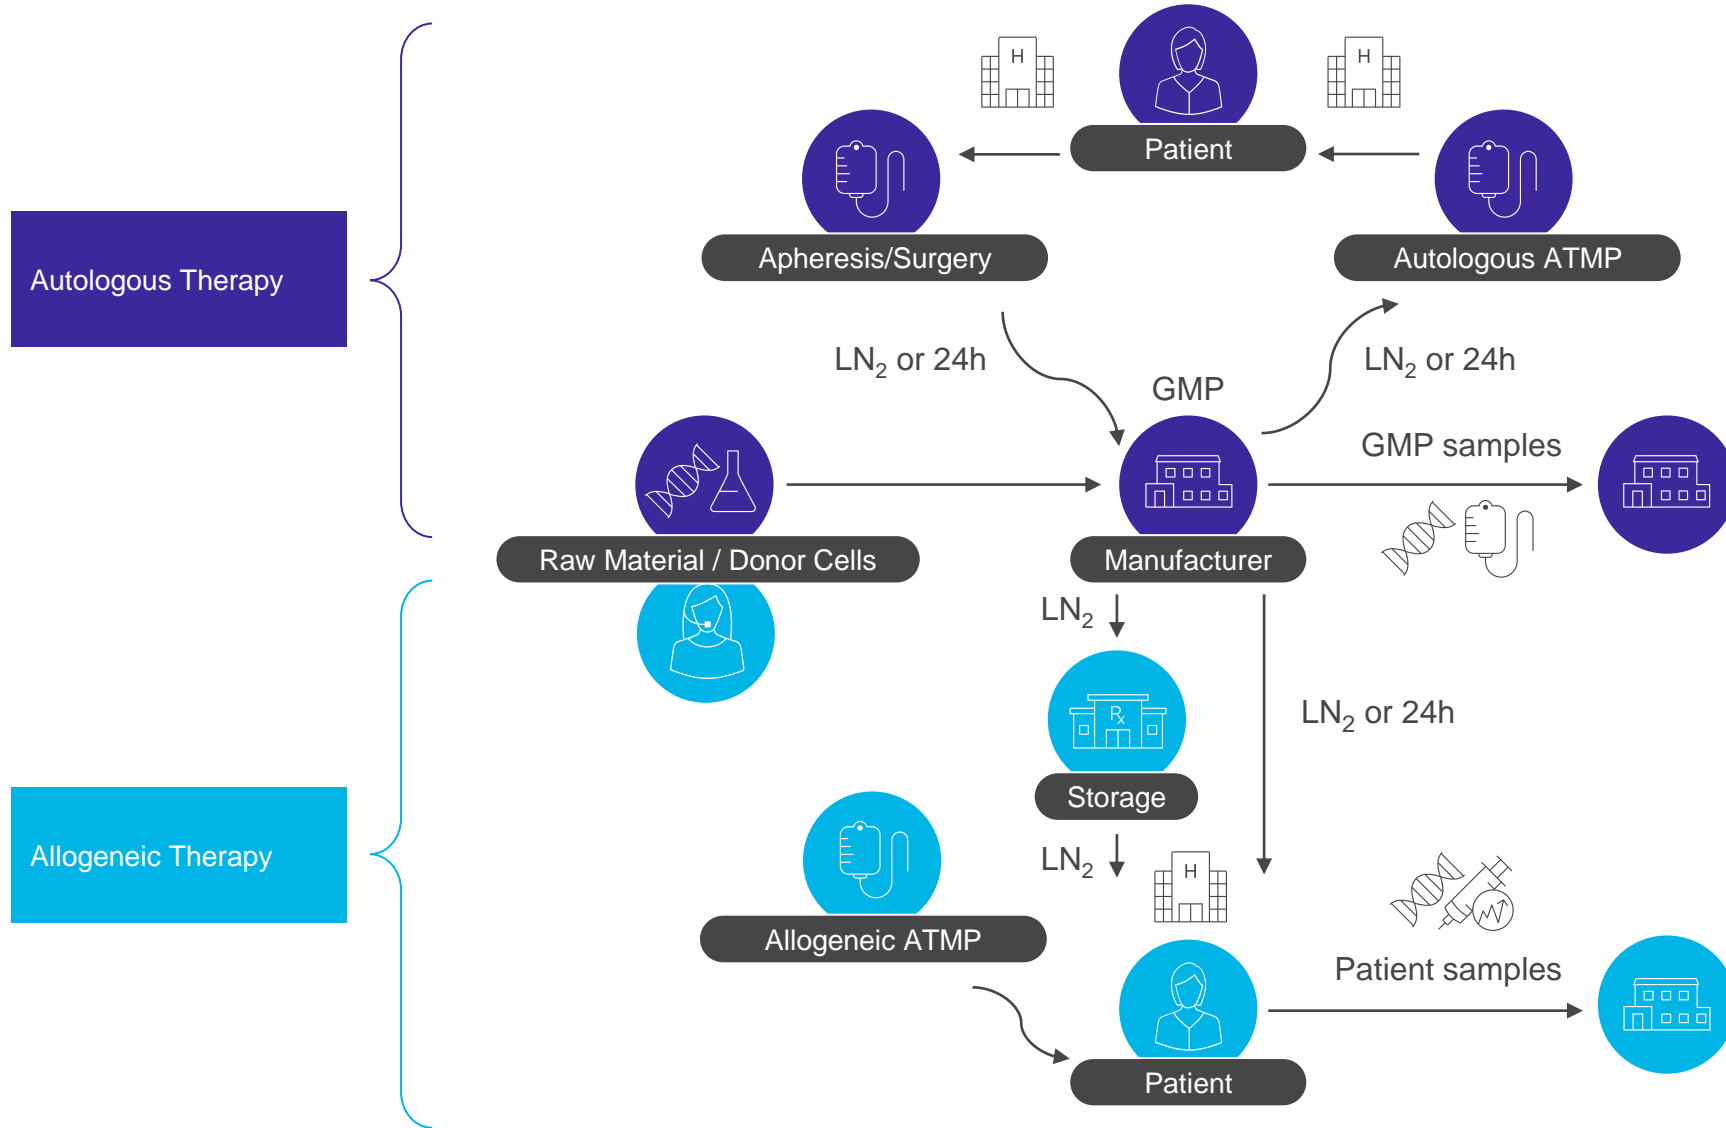 H
H
Patient
Apheresis/Surgery
Autologous ATMP
Autologous Therapy
LN₂ or 24h
LN₂ or 24h
GMP
GMP samples
Raw Material / Donor Cells
Manufacturer
LN₂
Rx
LN₂ or 24h
Storage
Allogeneic Therapy
LN₂
H
Allogeneic ATMP
Patient samples
Patient